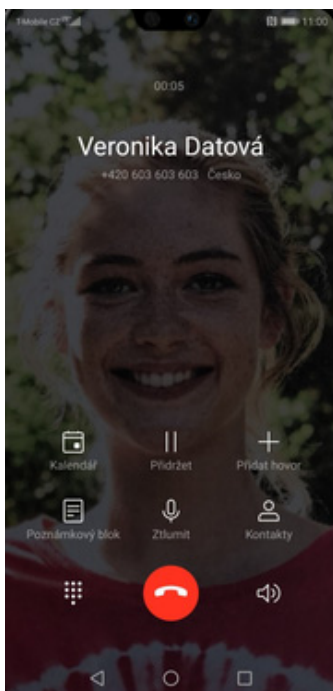 T-Mobile CZ 11:00
00:05
Veronika Datová
+420 603 603 603 Česko
Kalendář Přidržet Přidat hovor
Poznámkový blok Ztlumit Kontakty